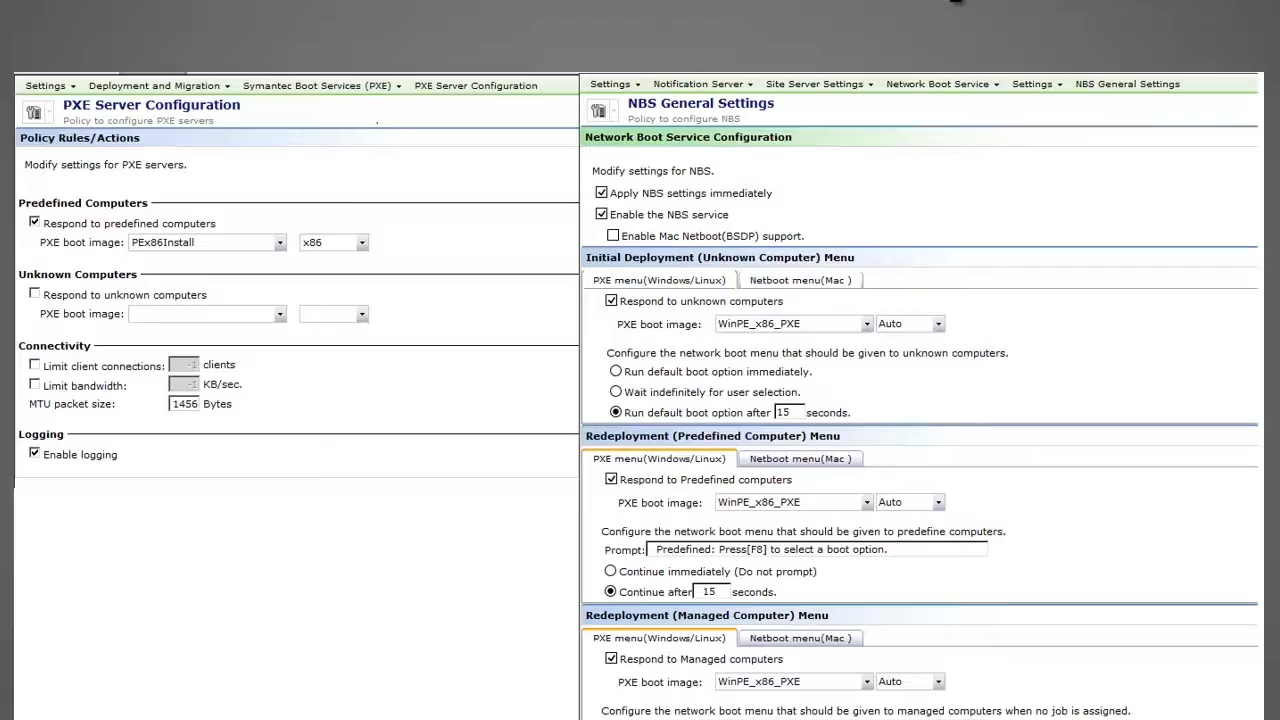 Settings Deployment and Migration Symantec Boot Services (PXE) PXE Server Configuration
PXE Server Configuration
Policy to configure PXE servers
Policy Rules/Actions
Modify settings for PXE servers.
Predefined Computers
Respond to predefined computers
PXE boot image: PEx86Install x86
Unknown Computers
Respond to unknown computers
PXE boot image:
Connectivity
Limit client connections: -1 clients
Limit bandwidth: -1 KB/sec.
MTU packet size: 1456 Bytes
Logging
Enable logging
Settings Notification Server Site Server Settings Network Boot Service Settings NBS General Settings
NBS General Settings
Policy to configure NBS
Network Boot Service Configuration
Modify settings for NBS.
Apply NBS settings immediately
Enable the NBS service
Enable Mac Netboot(BSDP) support.
Initial Deployment (Unknown Computer) Menu
PXE menu(Windows/Linux) Netboot menu(Mac )
Respond to unknown computers
PXE boot image: WinPE_x86_PXE Auto
Configure the network boot menu that should be given to unknown computers.
Run default boot option immediately.
Wait indefinitely for user selection.
Run default boot option after 15 seconds.
Redeployment (Predefined Computer) Menu
PXE menu(Windows/Linux) Netboot menu(Mac )
Respond to Predefined computers
PXE boot image: WinPE_x86_PXE Auto
Configure the network boot menu that should be given to predefine computers.
Prompt: Predefined: Press[F8] to select a boot option.
Continue immediately (Do not prompt)
Continue after 15 seconds.
Redeployment (Managed Computer) Menu
PXE menu(Windows/Linux) Netboot menu(Mac )
Respond to Managed computers
PXE boot image: WinPE_x86_PXE Auto
Configure the network boot menu that should be given to managed computers when no job is assigned.